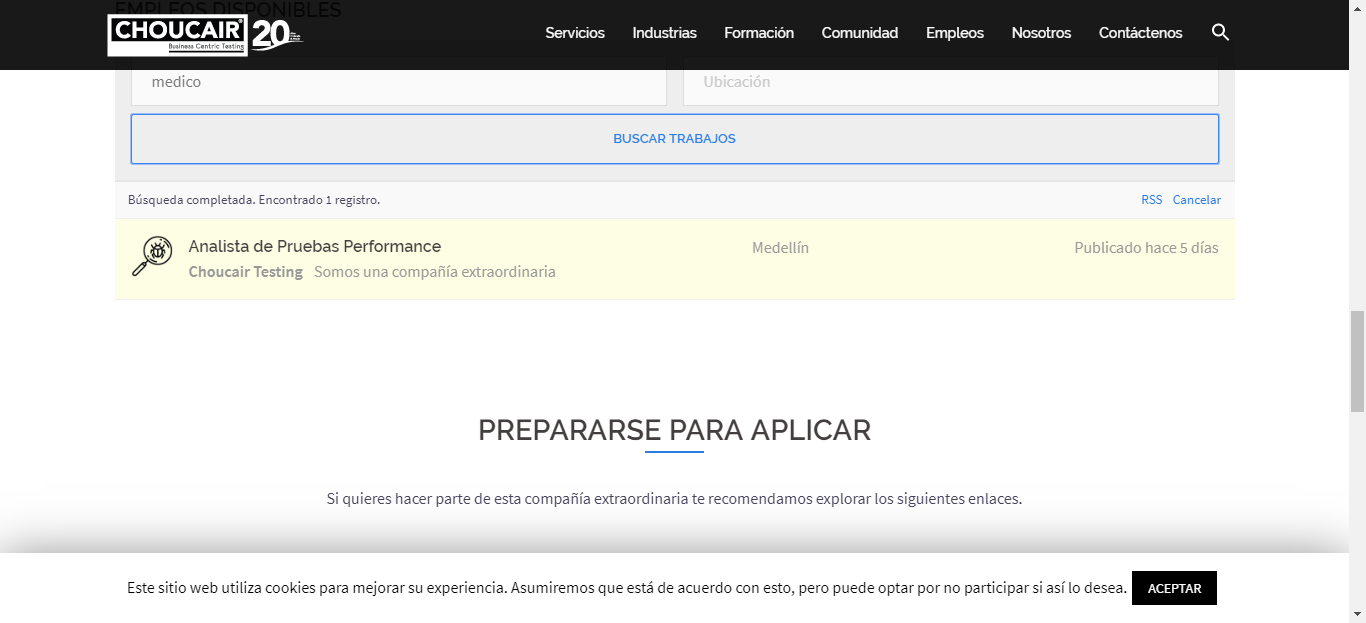 EMPLEOS DISPONIBLES
CHOUCAIR
Business Centric Testing
20
Servicios Industrias Formación Comunidad Empleos Nosotros Contáctenos
medico Ubicación
BUSCAR TRABAJOS
Búsqueda completada. Encontrado 1 registro. RSS Cancelar
Analista de Pruebas Performance Medellín Publicado hace 5 días
Choucair Testing Somos una compañía extraordinaria
PREPARARSE PARA APLICAR
Si quieres hacer parte de esta compañía extraordinaria te recomendamos explorar los siguientes enlaces.
Este sitio web utiliza cookies para mejorar su experiencia. Asumiremos que está de acuerdo con esto, pero puede optar por no participar si así lo desea. ACEPTAR